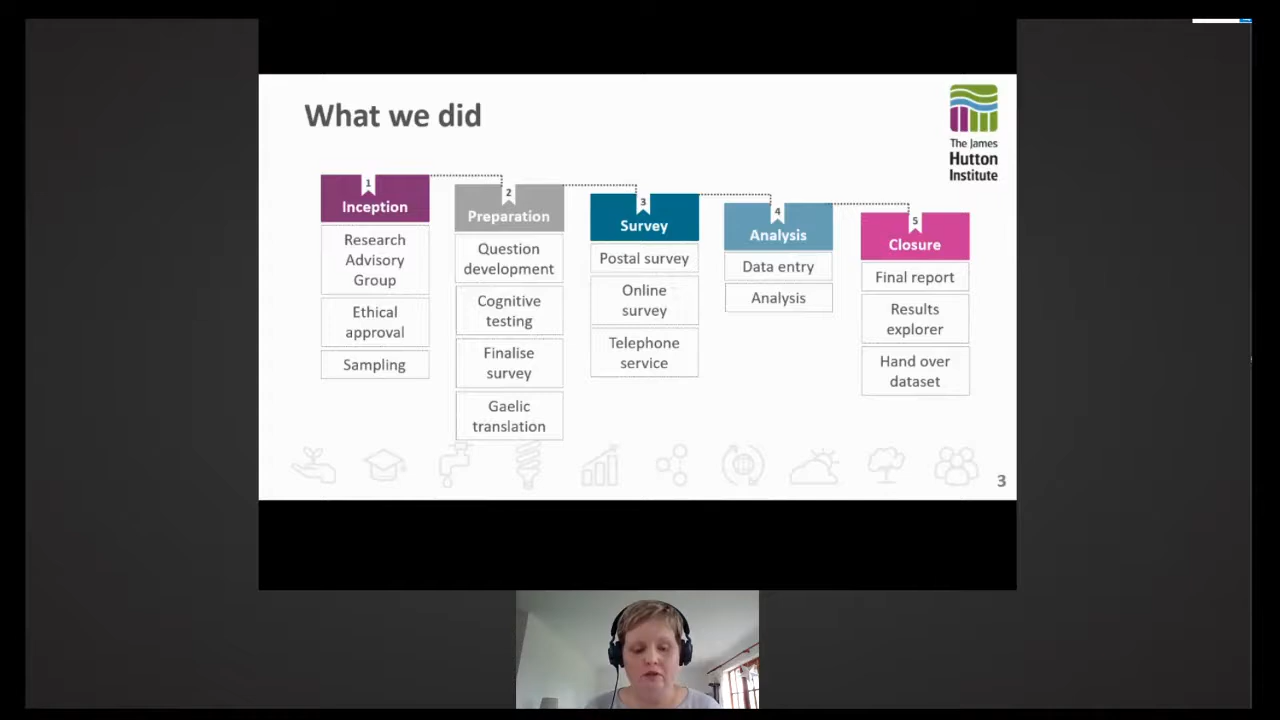 What we did
The James
Hutton
Institute
1
Inception
Research
Advisory
Group
Ethical
approval
Sampling
2
Preparation
Question
development
Cognitive
testing
Finalise
survey
Gaelic
translation
3
Survey
Postal survey
Online
survey
Telephone
service
4
Analysis
Data entry
Analysis
5
Closure
Final report
Results
explorer
Hand over
dataset
3